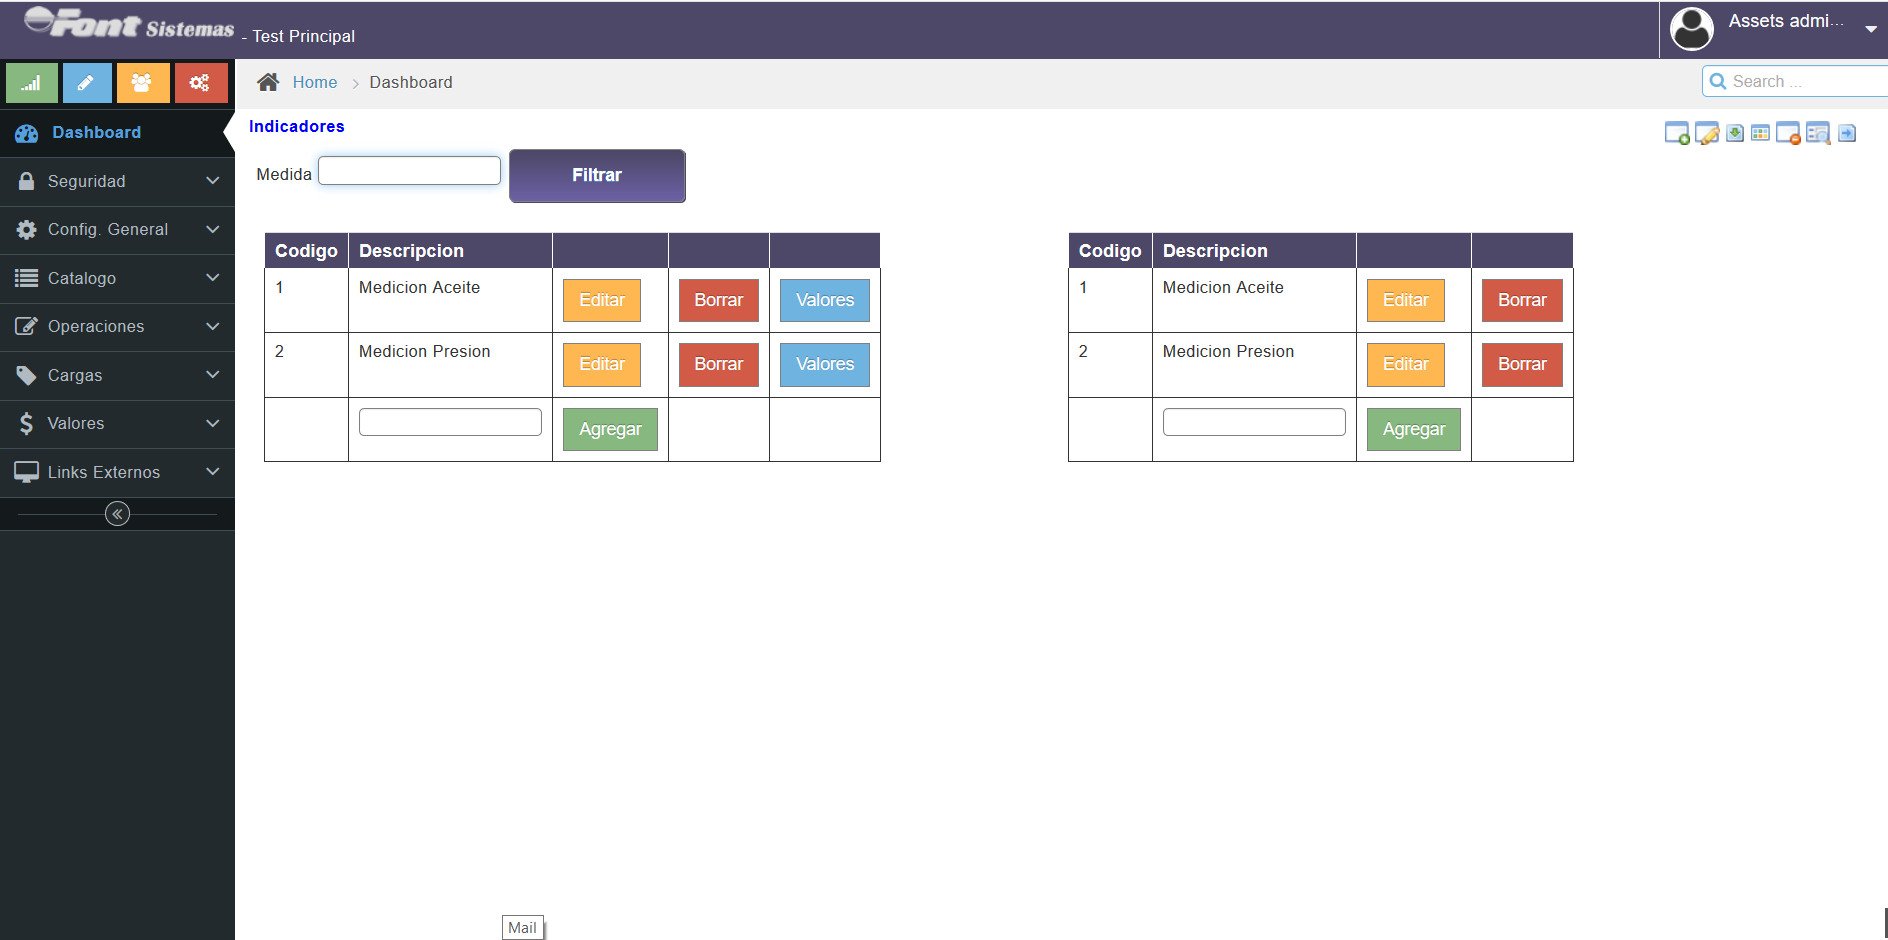 Font Sistemas - Test Principal
Assets admi...
Home > Dashboard
Search ...
Dashboard
Seguridad
Config. General
Catalogo
Operaciones
Cargas
Valores
Links Externos
Indicadores
Medida Filtrar
Codigo Descripcion
1 Medicion Aceite Editar Borrar Valores
2 Medicion Presion Editar Borrar Valores
Agregar
Codigo Descripcion
1 Medicion Aceite Editar Borrar
2 Medicion Presion Editar Borrar
Agregar
Mail